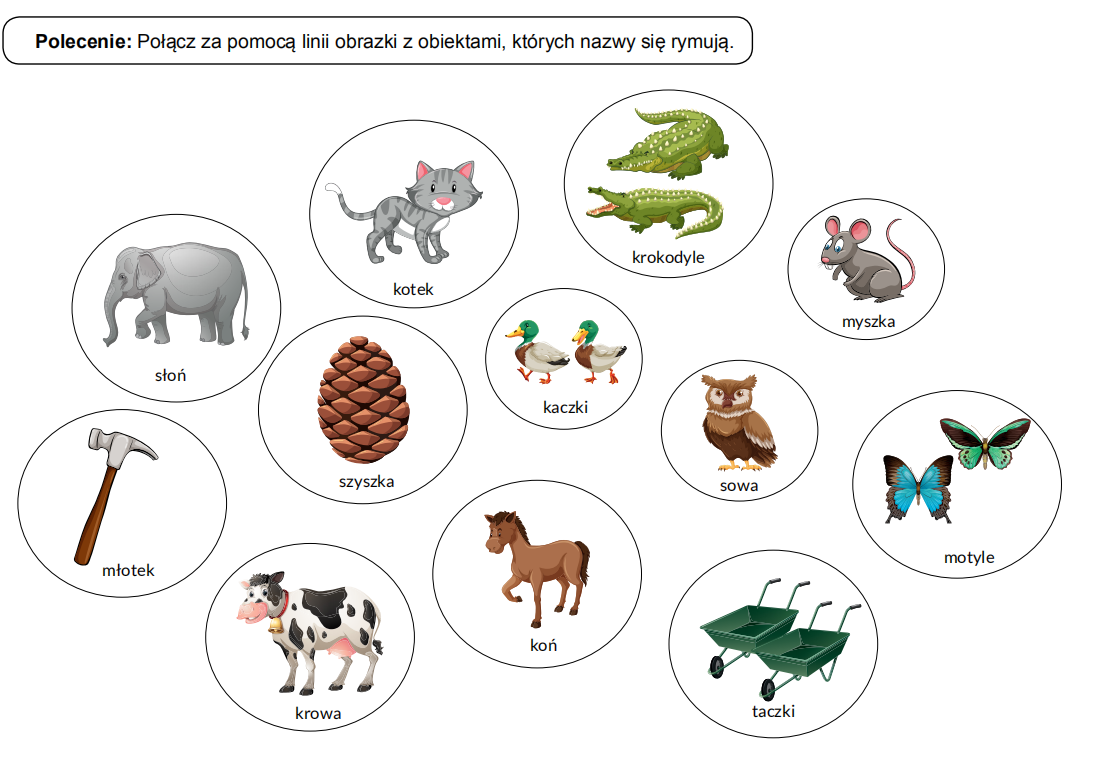 Polecenie: Połącz za pomocą linii obrazki z obiektami, których nazwy się rymują.
kotek
krokodyle
myszka
słoń
kaczki
szyszka
sowa
młotek
motyle
koń
krowa
taczki